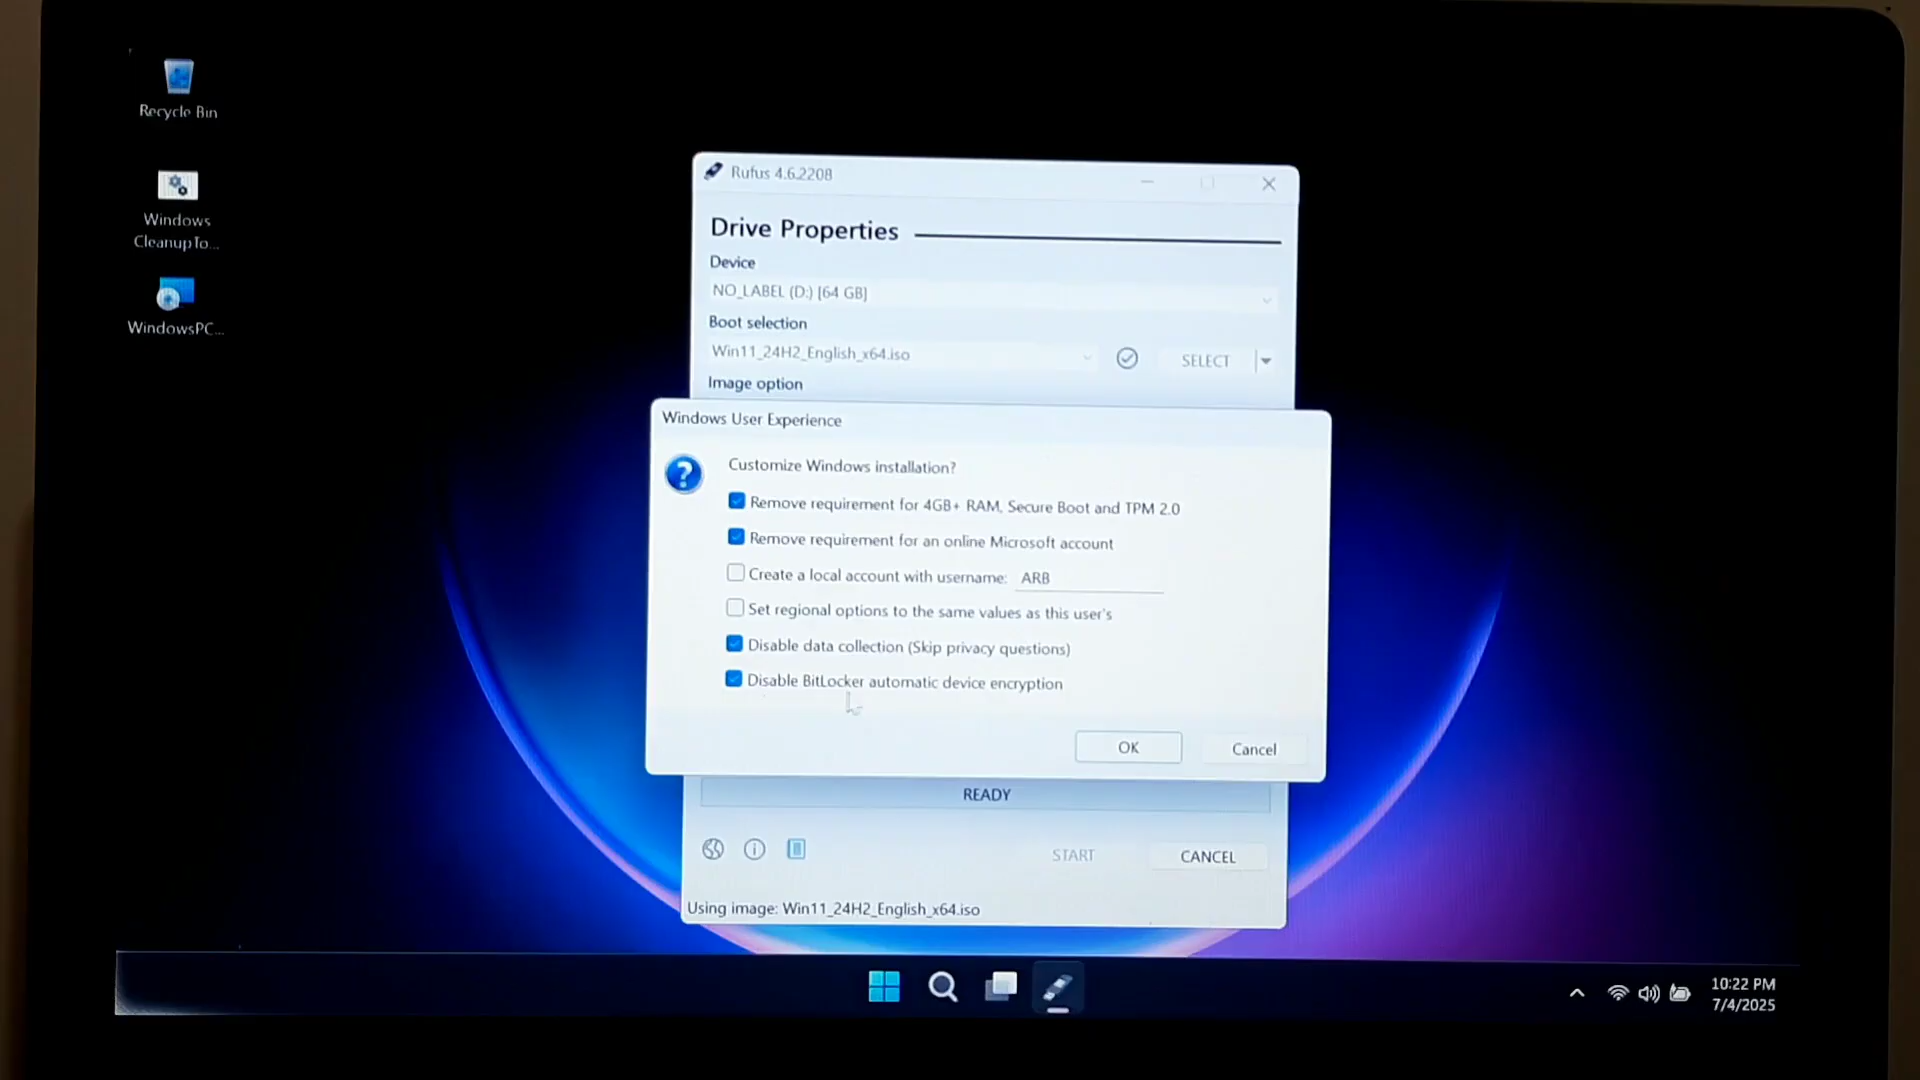 Recycle Bin
Windows
CleanupTo...
WindowsPC...
Rufus 4.6.2208
Drive Properties
Device
NO_LABEL (D:) [64 GB]
Boot selection
Win11_24H2_English_x64.iso
SELECT
Image option
Windows User Experience
Customize Windows installation?
Remove requirement for 4GB+ RAM, Secure Boot and TPM 2.0
Remove requirement for an online Microsoft account
Create a local account with username: ARB
Set regional options to the same values as this user's
Disable data collection (Skip privacy questions)
Disable BitLocker automatic device encryption
OK
Cancel
READY
START
CANCEL
Using image: Win11_24H2_English_x64.iso
10:22 PM
7/4/2025